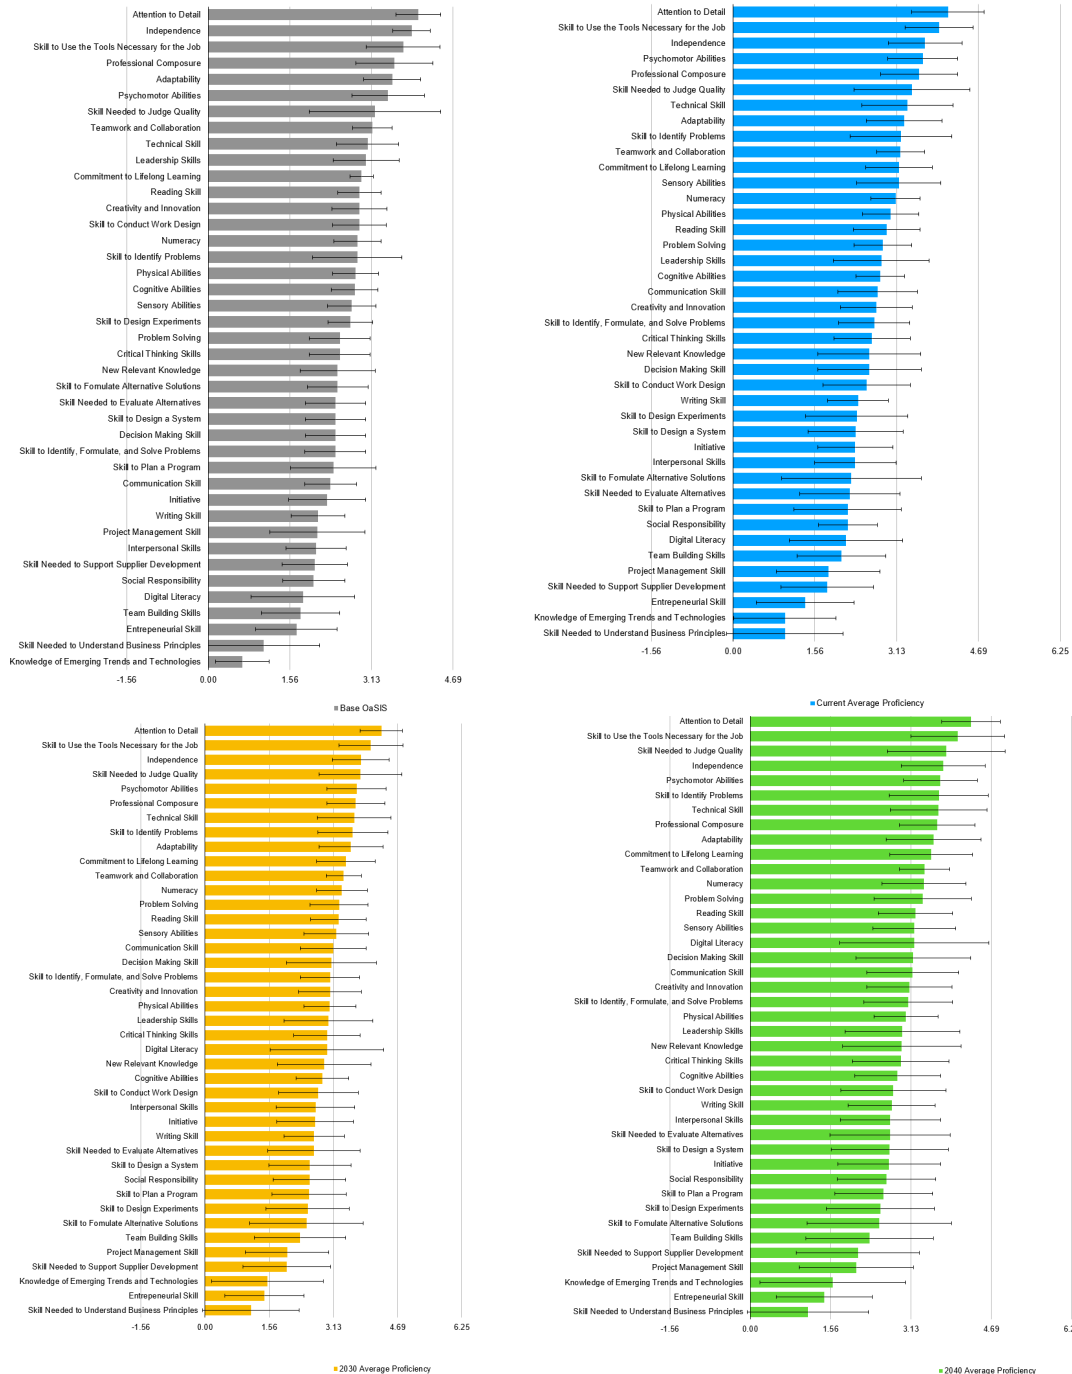 Attention to Detail
Independence
Skill to Use the Tools Necessary for the Job
Professional Composure
Adaptability
Psychomotor Abilities
Skill Needed to Judge Quality
Teamwork and Collaboration
Technical Skill
Leadership Skills
Commitment to Lifelong Learning
Reading Skill
Creativity and Innovation
Skill to Conduct Work Design
Numeracy
Skill to Identify Problems
Physical Abilities
Cognitive Abilities
Sensory Abilities
Skill to Design Experiments
Problem Solving
Critical Thinking Skills
New Relevant Knowledge
Skill to Fomulate Alternative Solutions
Skill Needed to Evaluate Alternatives
Skill to Design a System
Decision Making Skill
Skill to Identify, Formulate, and Solve Problems
Skill to Plan a Program
Communication Skill
Initiative
Writing Skill
Project Management Skill
Interpersonal Skills
Skill Needed to Support Supplier Development
Social Responsibility
Digital Literacy
Team Building Skills
Entrepeneurial Skill
Skill Needed to Understand Business Principles
Knowledge of Emerging Trends and Technologies
-1.56 0.00 1.56 3.13 4.69
Base OaSIS
Attention to Detail
Skill to Use the Tools Necessary for the Job
Independence
Psychomotor Abilities
Professional Composure
Skill Needed to Judge Quality
Technical Skill
Adaptability
Skill to Identify Problems
Teamwork and Collaboration
Commitment to Lifelong Learning
Sensory Abilities
Numeracy
Physical Abilities
Reading Skill
Problem Solving
Leadership Skills
Cognitive Abilities
Communication Skill
Creativity and Innovation
Skill to Identify, Formulate, and Solve Problems
Critical Thinking Skills
New Relevant Knowledge
Decision Making Skill
Skill to Conduct Work Design
Writing Skill
Skill to Design Experiments
Skill to Design a System
Initiative
Interpersonal Skills
Skill to Fomulate Alternative Solutions
Skill Needed to Evaluate Alternatives
Skill to Plan a Program
Social Responsibility
Digital Literacy
Team Building Skills
Project Management Skill
Skill Needed to Support Supplier Development
Entrepeneurial Skill
Knowledge of Emerging Trends and Technologies
Skill Needed to Understand Business Principles
-1.56 0.00 1.56 3.13 4.69 6.25
Current Average Proficiency
Attention to Detail
Skill to Use the Tools Necessary for the Job
Independence
Skill Needed to Judge Quality
Psychomotor Abilities
Professional Composure
Technical Skill
Skill to Identify Problems
Adaptability
Commitment to Lifelong Learning
Teamwork and Collaboration
Numeracy
Problem Solving
Reading Skill
Sensory Abilities
Communication Skill
Decision Making Skill
Skill to Identify, Formulate, and Solve Problems
Creativity and Innovation
Physical Abilities
Leadership Skills
Critical Thinking Skills
Digital Literacy
New Relevant Knowledge
Cognitive Abilities
Skill to Conduct Work Design
Interpersonal Skills
Initiative
Writing Skill
Skill Needed to Evaluate Alternatives
Skill to Design a System
Social Responsibility
Skill to Plan a Program
Skill to Design Experiments
Skill to Fomulate Alternative Solutions
Team Building Skills
Project Management Skill
Skill Needed to Support Supplier Development
Knowledge of Emerging Trends and Technologies
Entrepeneurial Skill
Skill Needed to Understand Business Principles
-1.56 0.00 1.56 3.13 4.69 6.25
2030 Average Proficiency
Attention to Detail
Skill to Use the Tools Necessary for the Job
Skill Needed to Judge Quality
Independence
Psychomotor Abilities
Skill to Identify Problems
Technical Skill
Professional Composure
Adaptability
Commitment to Lifelong Learning
Teamwork and Collaboration
Numeracy
Problem Solving
Reading Skill
Sensory Abilities
Digital Literacy
Decision Making Skill
Communication Skill
Creativity and Innovation
Skill to Identify, Formulate, and Solve Problems
Physical Abilities
Leadership Skills
New Relevant Knowledge
Critical Thinking Skills
Cognitive Abilities
Skill to Conduct Work Design
Writing Skill
Interpersonal Skills
Skill Needed to Evaluate Alternatives
Skill to Design a System
Initiative
Social Responsibility
Skill to Plan a Program
Skill to Design Experiments
Skill to Fomulate Alternative Solutions
Team Building Skills
Skill Needed to Support Supplier Development
Project Management Skill
Knowledge of Emerging Trends and Technologies
Entrepeneurial Skill
Skill Needed to Understand Business Principles
-1.56 0.00 1.56 3.13 4.69
2040 Average Proficiency